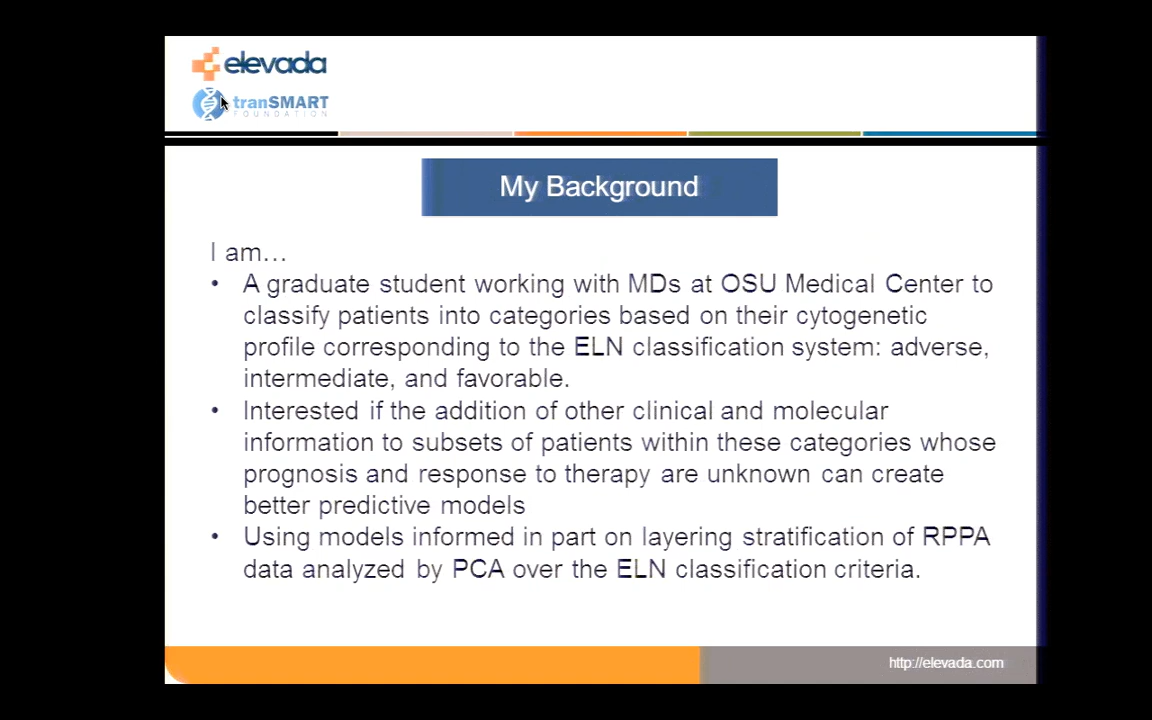 elevada
tranSMART
FOUNDATION
My Background
I am…
• A graduate student working with MDs at OSU Medical Center to
classify patients into categories based on their cytogenetic
profile corresponding to the ELN classification system: adverse,
intermediate, and favorable.
• Interested if the addition of other clinical and molecular
information to subsets of patients within these categories whose
prognosis and response to therapy are unknown can create
better predictive models
• Using models informed in part on layering stratification of RPPA
data analyzed by PCA over the ELN classification criteria.
http://elevada.com